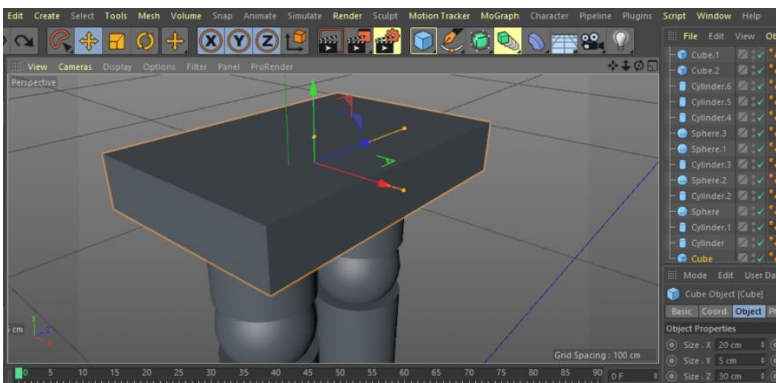 Edit Create Select Tools Mesh Volume Snap Animate Simulate Render Sculpt Motion Tracker MoGraph Character Pipeline Plugins Script Window Help
X Y Z
File Edit View
View Cameras Display Options Filter Panel ProRender
Perspective
Cube.1
Cube.2
Cylinder.6
Cylinder.5
Cylinder.4
Sphere.3
Sphere.1
Cylinder.3
Sphere.2
Cylinder.2
Sphere
Cylinder.1
Cylinder
Cube
Mode Edit User Da
Cube Object [Cube]
Basic Coord. Object Ph
Object Properties
Size . X 20 cm
Size . Y 5 cm
Size . Z 30 cm
Y
Z
X
cm
Grid Spacing : 100 cm
0 5 10 15 20 25 30 35 40 45 50 55 60 65 70 75 80 85 90 0 F